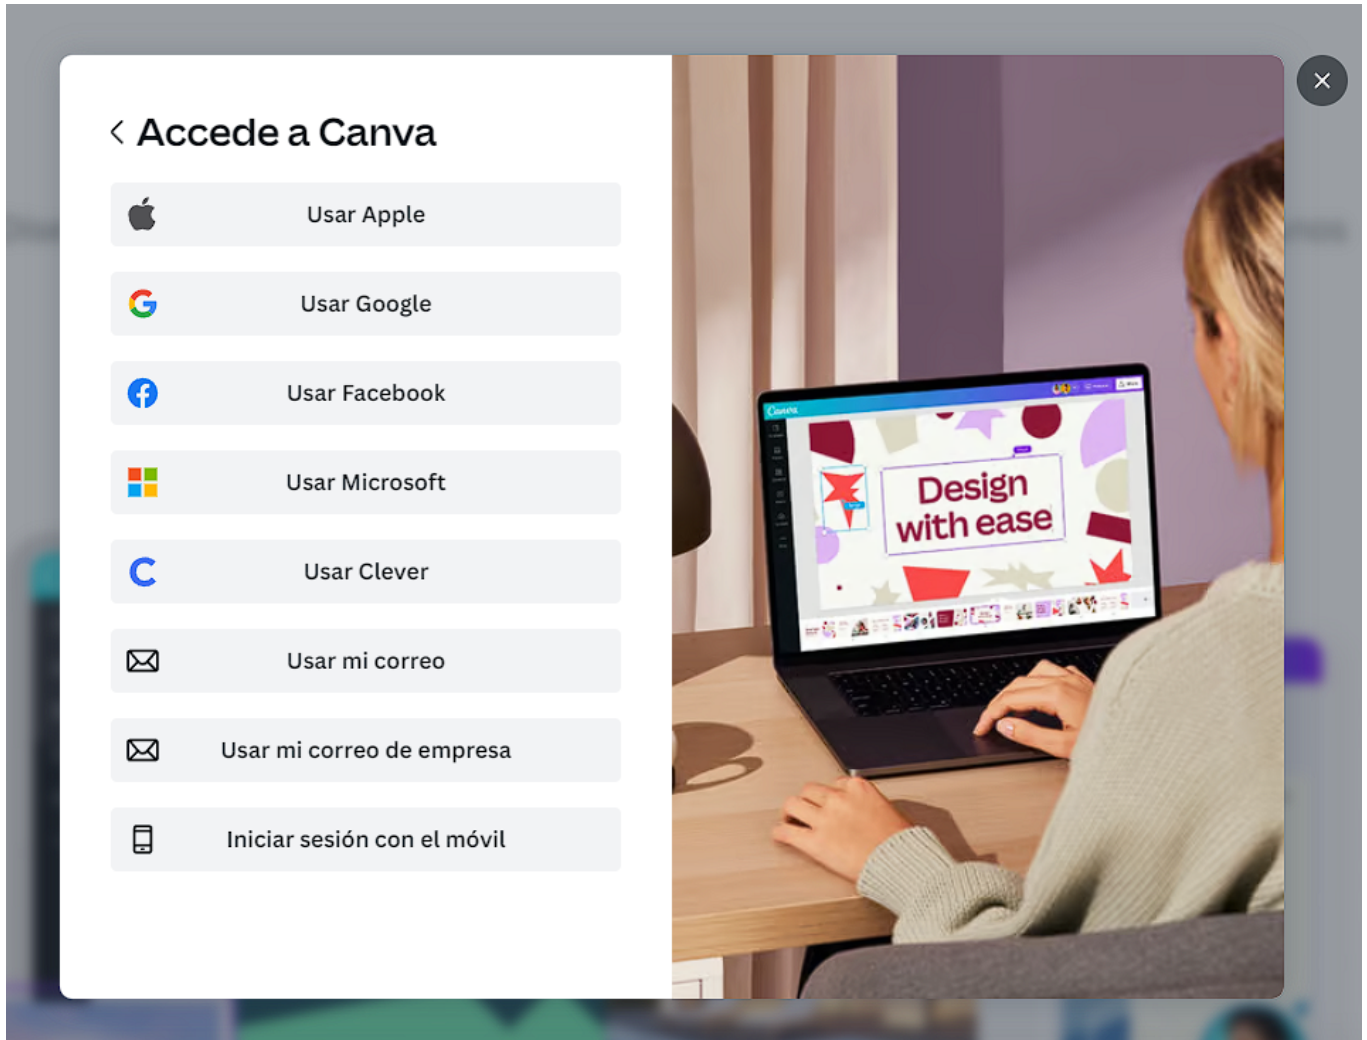 Accede a Canva
Usar Apple
Usar Google
Usar Facebook
Usar Microsoft
Usar Clever
Usar mi correo
Usar mi correo de empresa
Iniciar sesión con el móvil
Canva
Design
with ease